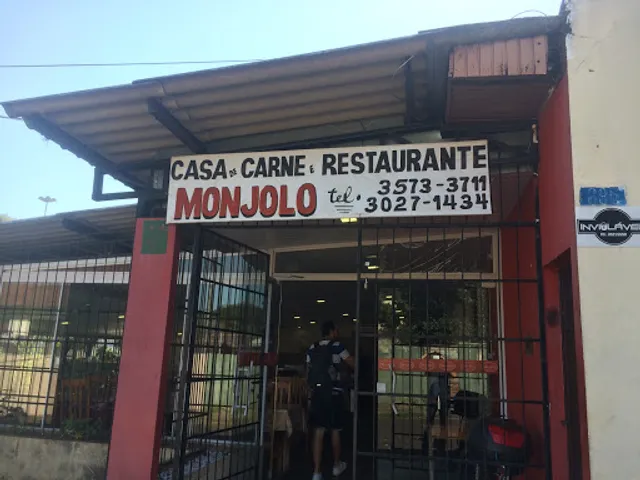 CASA DE CARNE E RESTAURANTE
MONJOLO tel. 3573-3711
3027-1434
INVIOLÁVEL